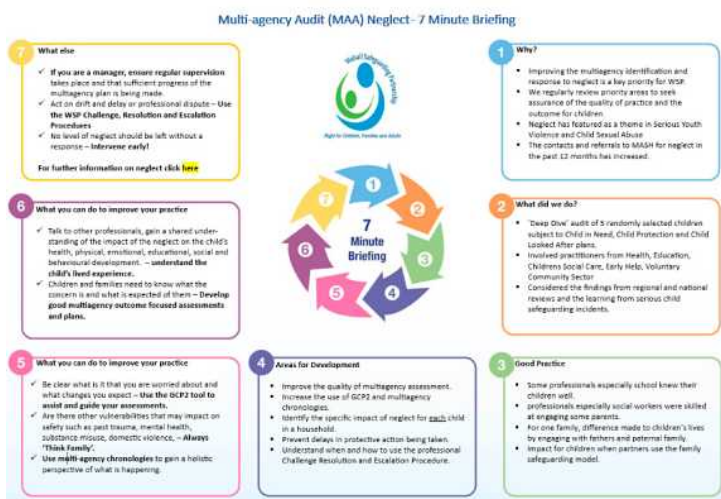 Multi-agency Audit (MAA) Neglect - 7 Minute Briefing
Walsall Safeguarding Partnership
Right for Children, Families and Adults
1
Why?
Improving the multiagency identification and
response to neglect is a key priority for WSP.
We regularly review priority areas to seek
assurance of the quality of practice and the
outcome for children.
Neglect has featured as a theme in Serious Youth
Violence and Child Sexual Abuse
The contacts and referrals to MASH for neglect in
the past 12 months has increased.
2
What did we do?
'Deep Dive' audit of 5 randomly selected children
subject to Child in Need, Child Protection and Child
Looked After plans.
Involved practitioners from Health, Education,
Childrens Social Care, Early Help, Voluntary
Community Sector
Considered the findings from regional and national
reviews and the learning from serious child
safeguarding incidents.
3
Good Practice
Some professionals especially school knew their
children well.
professionals especially social workers were skilled
at engaging some parents.
For one family, difference made to children's lives
by engaging with fathers and paternal family.
Impact for children when partners use the family
safeguarding model.
4
Areas for Development
Improve the quality of multiagency assessment.
Increase the use of GCP2 and multiagency
chronologies.
Identify the specific impact of neglect for each child
in a household.
Prevent delays in protective action being taken.
Understand when and how to use the professional
Challenge Resolution and Escalation Procedure.
5
What you can do to improve your practice
Be clear what is it that you are worried about and
what changes you expect – Use the GCP2 tool to
assist and guide your assessments.
Are there other vulnerabilities that may impact on
safety such as past trauma, mental health,
substance misuse, domestic violence, – Always
'Think Family'.
Use multi-agency chronologies to gain a holistic
perspective of what is happening.
6
What you can do to improve your practice
Talk to other professionals, gain a shared under-
standing of the impact of the neglect on the child's
health, physical, emotional, educational, social and
behavioural development. – understand the
child's lived experience.
Children and families need to know what the
concern is and what is expected of them – Develop
good multiagency outcome focused assessments
and plans.
7
What else
If you are a manager, ensure regular supervision
takes place and that sufficient progress of the
multiagency plan is being made.
Act on drift and delay or professional dispute – Use
the WSP Challenge, Resolution and Escalation
Procedures
No level of neglect should be left without a
response – Intervene early!
For further information on neglect click here
7
Minute
Briefing
1
2
3
4
5
6
7